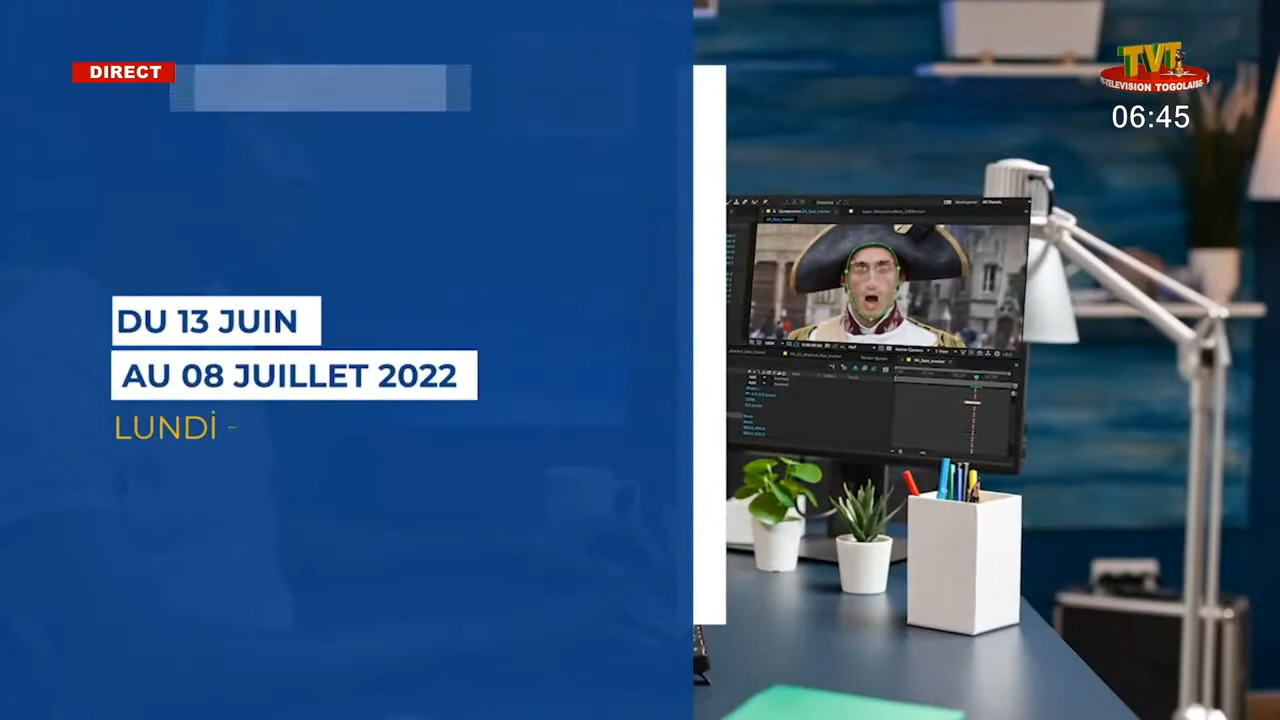 DIRECT
TVT
TELEVISION TOGOLAISE
06:45
DU 13 JUIN
AU 08 JUILLET 2022
LUNDI -